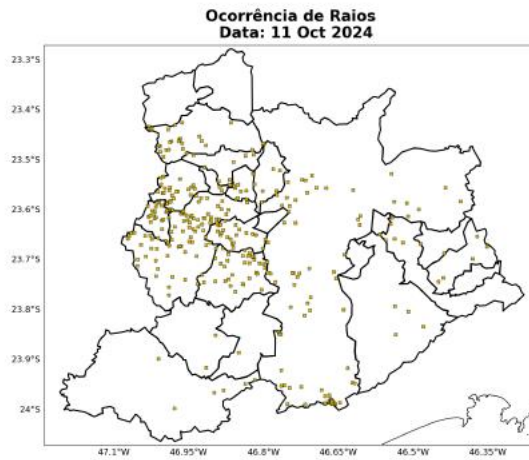 Ocorrência de Raios
Data: 11 Oct 2024
23.3°S
23.4°S
23.5°S
23.6°S
23.7°S
23.8°S
23.9°S
24°S
47.1°W
46.95°W
46.8°W
46.65°W
46.5°W
46.35°W